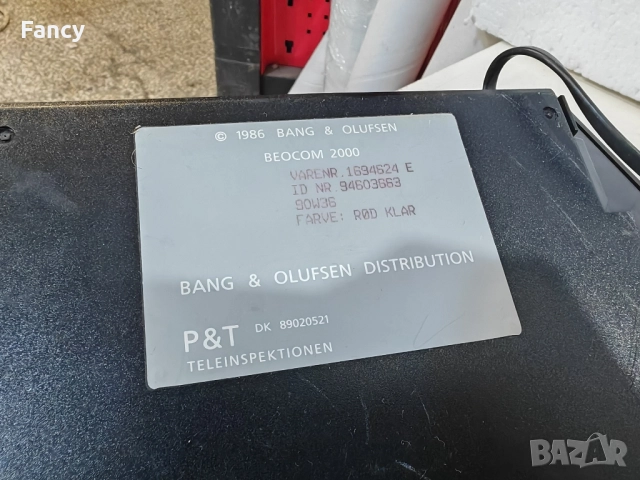 Fancy
© 1986 BANG & OLUFSEN
BEOCOM 2000
VARENR.1694624 E
ID NR.94603663
90W36
FARVE: RØD KLAR
BANG & OLUFSEN DISTRIBUTION
P&T DK 89020521
TELEINSPEKTIONEN
BAZAR